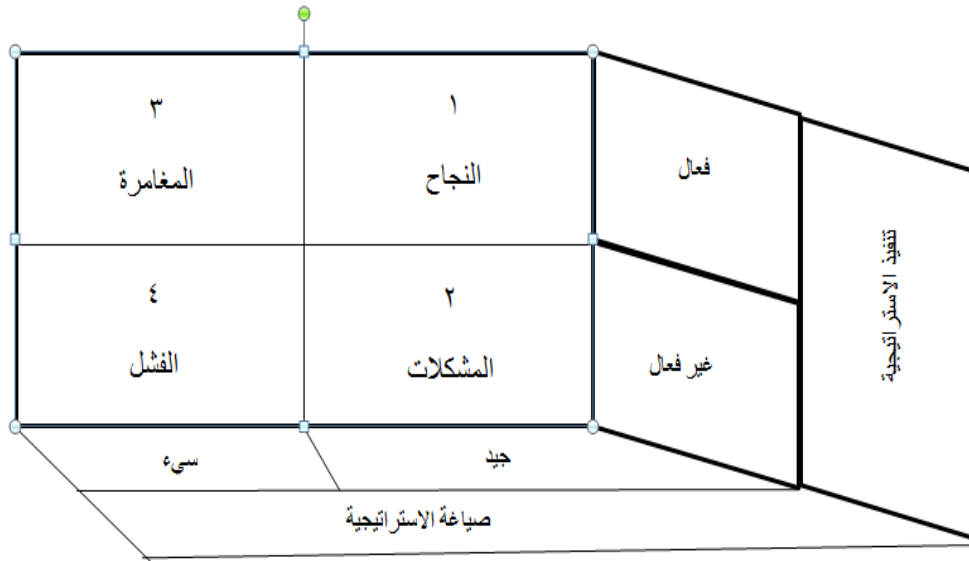 ١
النجاح
٣
المغامرة
فعال
٢
المشكلات
٤
الفشل
غير فعال
تنفيذ الاستراتيجية
جيد
سيء
صياغة الاستراتيجية